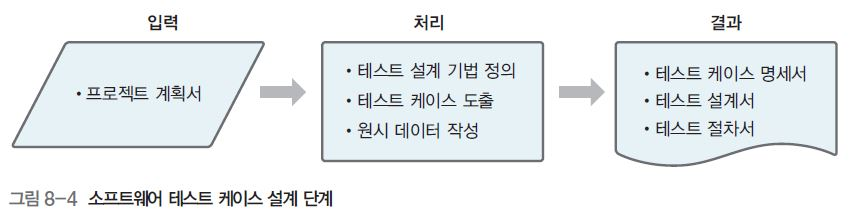 입력
• 프로젝트 계획서
처리
• 테스트 설계 기법 정의
• 테스트 케이스 도출
• 원시 데이터 작성
결과
• 테스트 케이스 명세서
• 테스트 설계서
• 테스트 절차서
그림 8-4 소프트웨어 테스트 케이스 설계 단계